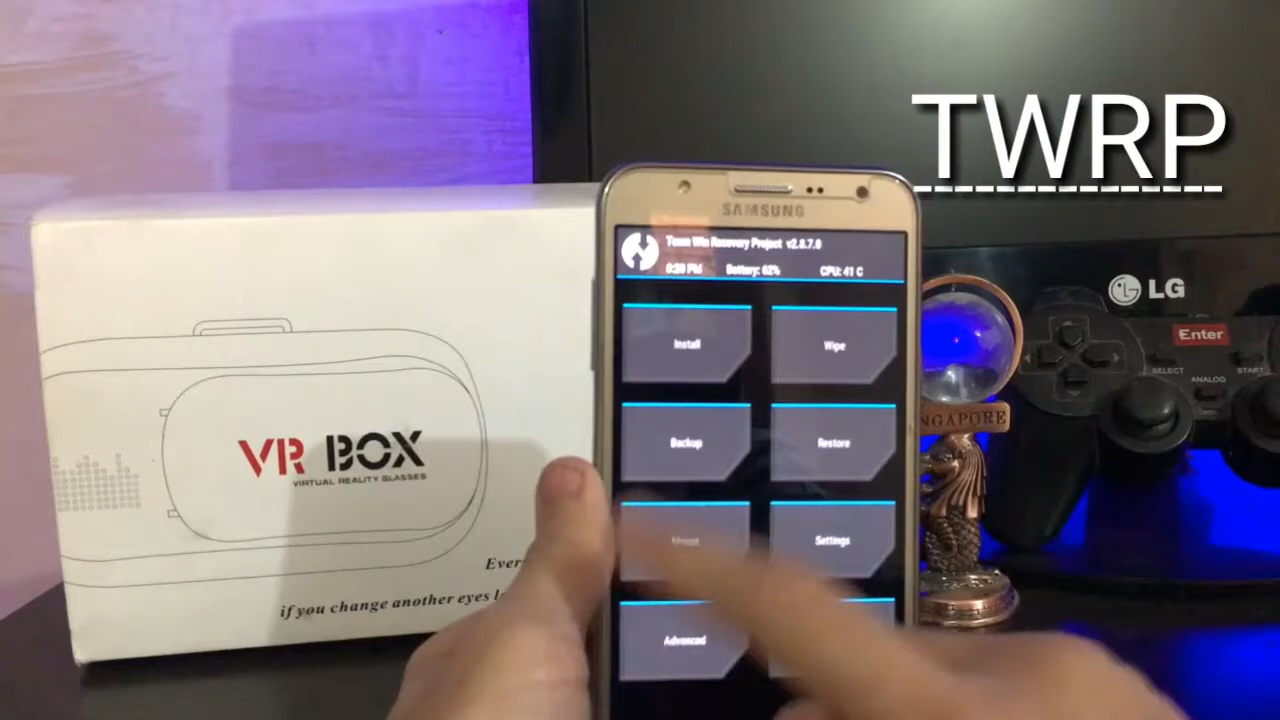 TWRP
SAMSUNG
Team Win Recovery Project v2.8.7.0
Battery: 62%
CPU: 41 C
Install
Wipe
Backup
Restore
Mount
Settings
Advanced
VR BOX
VIRTUAL REALITY GLASSES
if you change another eyes
LG
Enter
SELECT
ANALOG
START